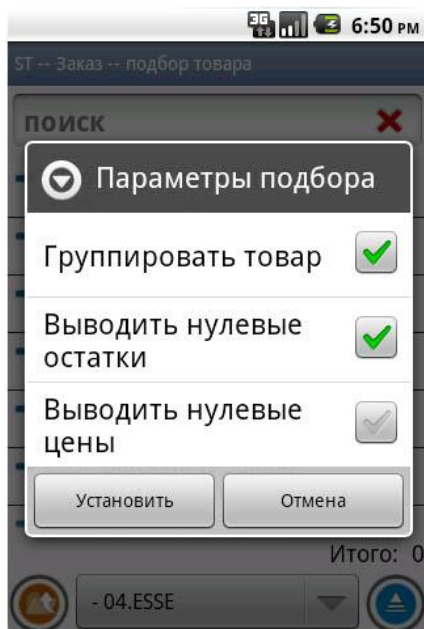 3G 6:50 PM
ST -- Заказ -- подбор товара
поиск
Параметры подбора
Группировать товар
Выводить нулевые
остатки
Выводить нулевые
цены
Установить Отмена
Итого: 0
- 04.ESSE